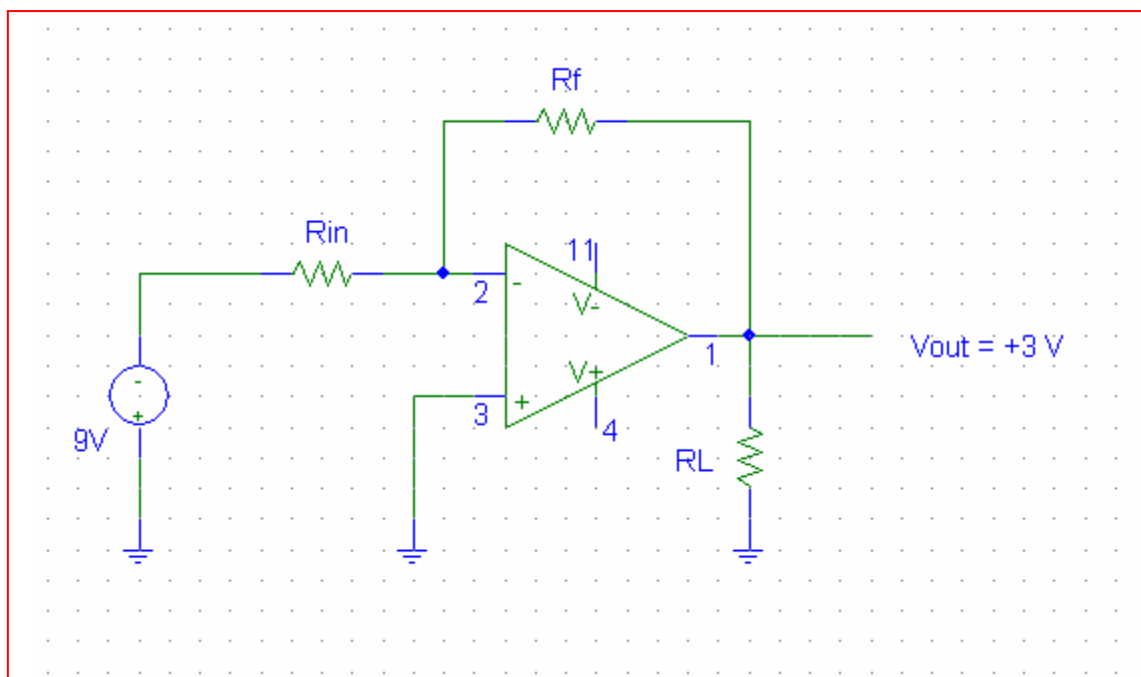 Rf
Rin
11
2
-
V-
-
1
Vout = +3 V
V+
+
3
+
4
9V
RL